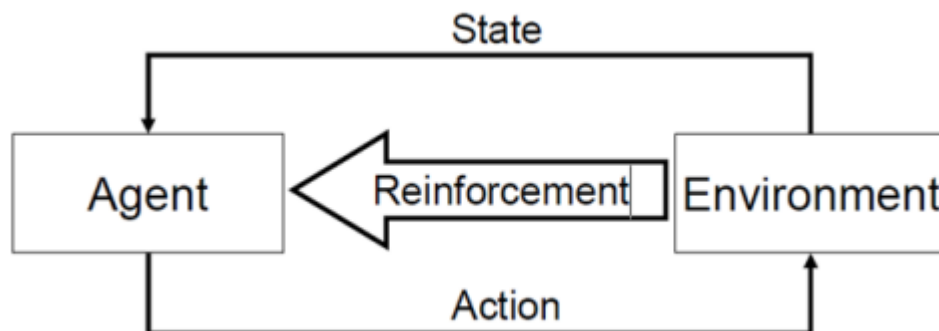 State
Agent
Reinforcement
Environment
Action